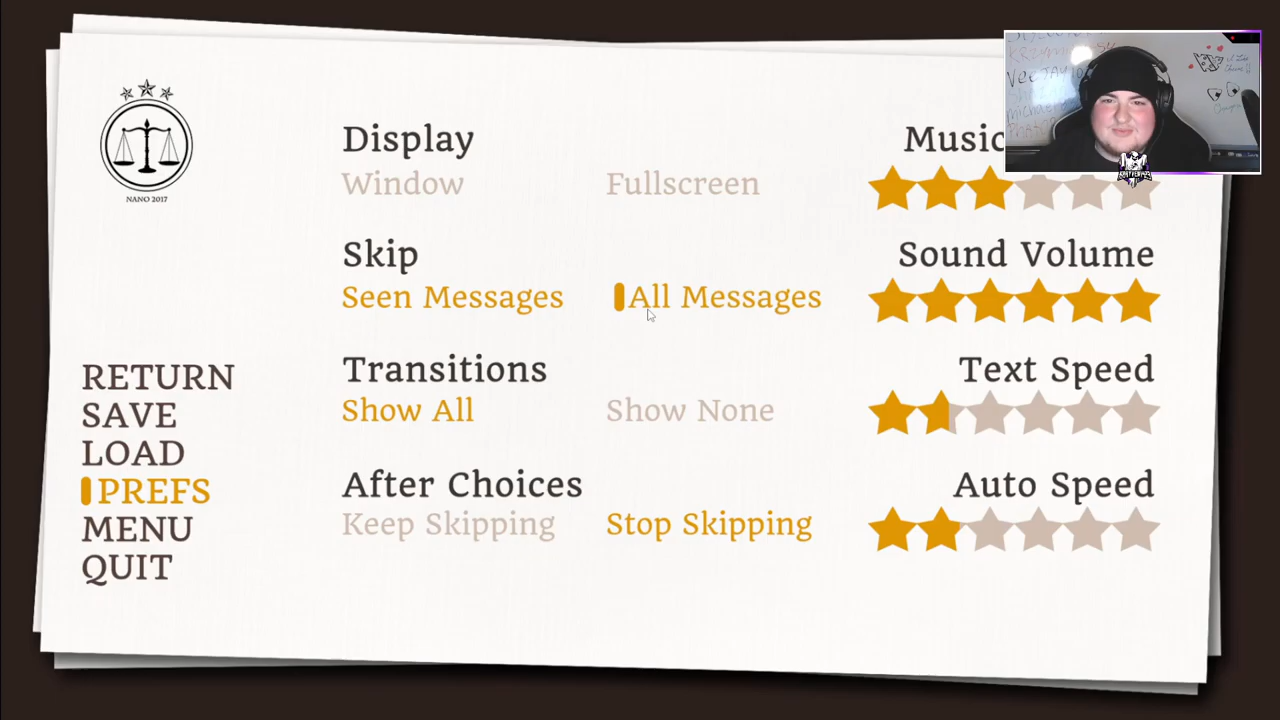 NANO 2017
Display
Window Fullscreen
Skip
Seen Messages All Messages
Transitions
Show All Show None
After Choices
Keep Skipping Stop Skipping
Music
Sound Volume
Text Speed
Auto Speed
RETURN
SAVE
LOAD
PREFS
MENU
QUIT